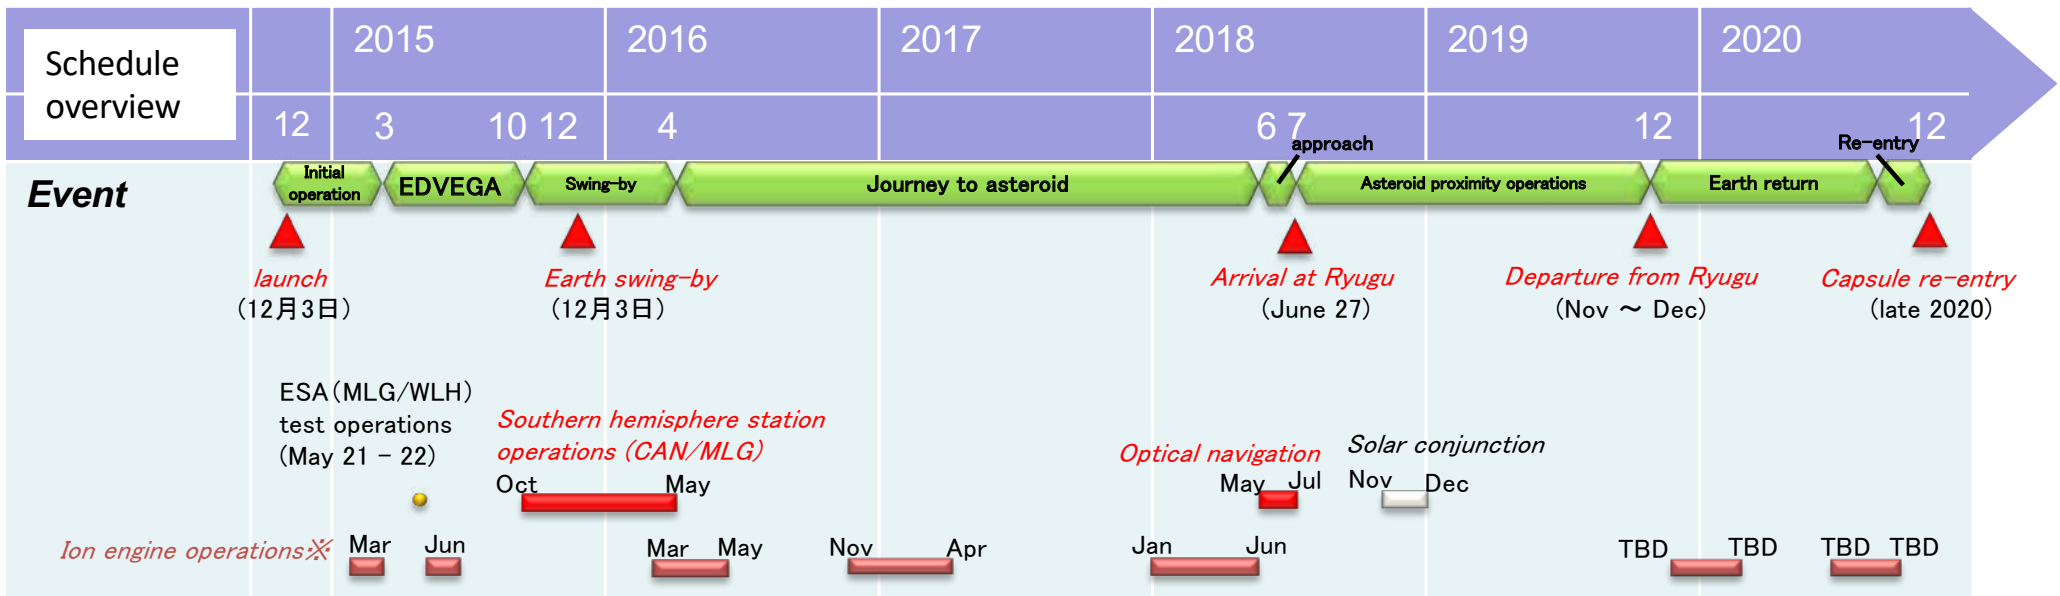 Schedule
overview
2015 2016 2017 2018 2019 2020
12 3 10 12 4 6 7 12 12
approach
Re-entry
Event
Initial
operation
EDVEGA
Swing-by
Journey to asteroid
Asteroid proximity operations
Earth return
launch
(12月3日)
Earth swing-by
(12月3日)
Arrival at Ryugu
(June 27)
Departure from Ryugu
(Nov ～ Dec)
Capsule re-entry
(late 2020)
ESA(MLG/WLH)
test operations
(May 21 - 22)
Southern hemisphere station
operations (CAN/MLG)
Oct May
Optical navigation
May Jul
Solar conjunction
Nov Dec
Ion engine operations※
Mar Jun Mar May Nov Apr Jan Jun TBD TBD TBD TBD